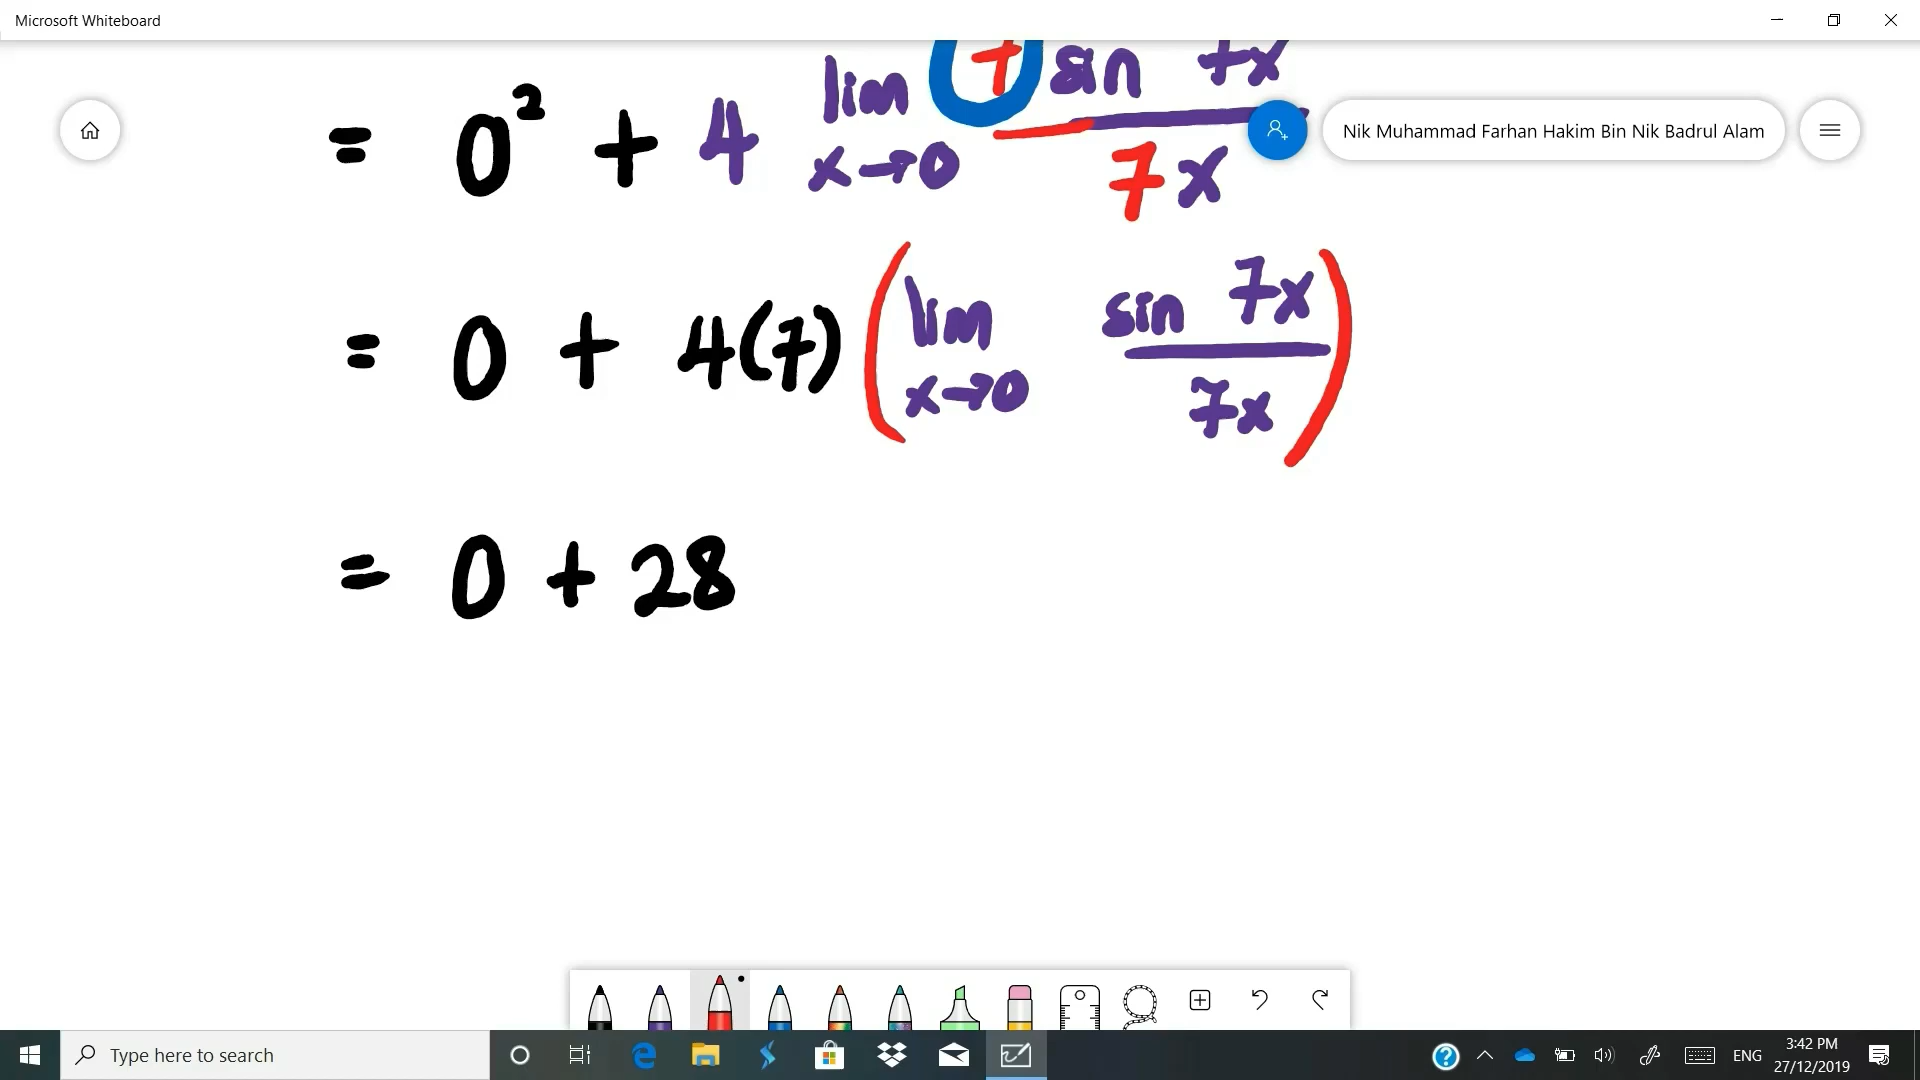 Microsoft Whiteboard
= 0² + 4 lim x→0 7 sin 7x / 7x
Nik Muhammad Farhan Hakim Bin Nik Badrul Alam
= 0 + 4(7) ( lim x→0 sin 7x / 7x )
= 0 + 28
Type here to search
ENG
3:42 PM
27/12/2019